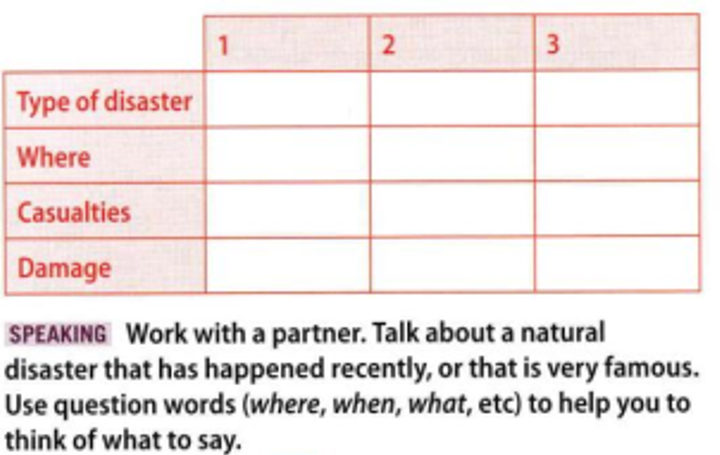 1 2 3
Type of disaster
Where
Casualties
Damage
SPEAKING Work with a partner. Talk about a natural
disaster that has happened recently, or that is very famous.
Use question words (where, when, what, etc) to help you to
think of what to say.